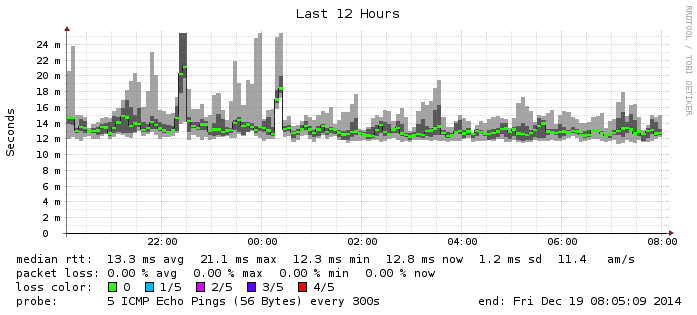 Last 12 Hours
RRDTOOL / TOBI OETIKER
Seconds
24 m
22 m
20 m
18 m
16 m
14 m
12 m
10 m
8 m
6 m
4 m
2 m
0
22:00 00:00 02:00 04:00 06:00 08:00
median rtt: 13.3 ms avg 21.1 ms max 12.3 ms min 12.8 ms now 1.2 ms sd 11.4 am/s
packet loss: 0.00 % avg 0.00 % max 0.00 % min 0.00 % now
loss color: 0 1/5 2/5 3/5 4/5
probe: 5 ICMP Echo Pings (56 Bytes) every 300s end: Fri Dec 19 08:05:09 2014